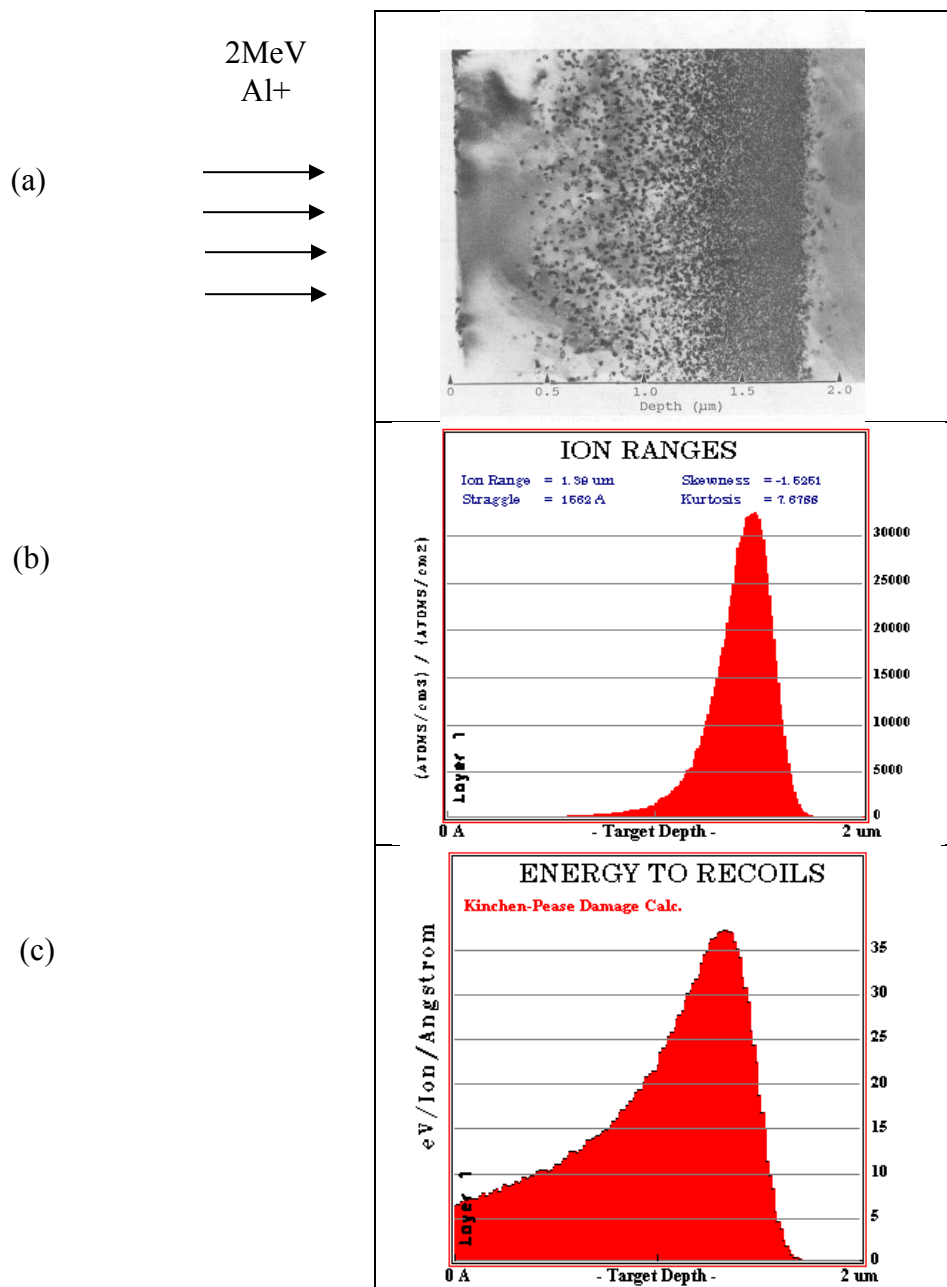 2MeV
Al+
(a)
0 0.5 1.0 1.5 2.0
Depth (µm)
(b)
ION RANGES
Ion Range = 1.39 um Skewness = -1.5251
Straggle = 1562 A Kurtosis = 7.6766
(ATOMS/cm3) / (ATOMS/cm2)
30000
25000
20000
15000
10000
5000
0
Layer 1
0 A - Target Depth - 2 um
(c)
ENERGY TO RECOILS
Kinchen-Pease Damage Calc.
eV/Ion/Angstrom
35
30
25
20
15
10
5
0
Layer 1
0 A - Target Depth - 2 um